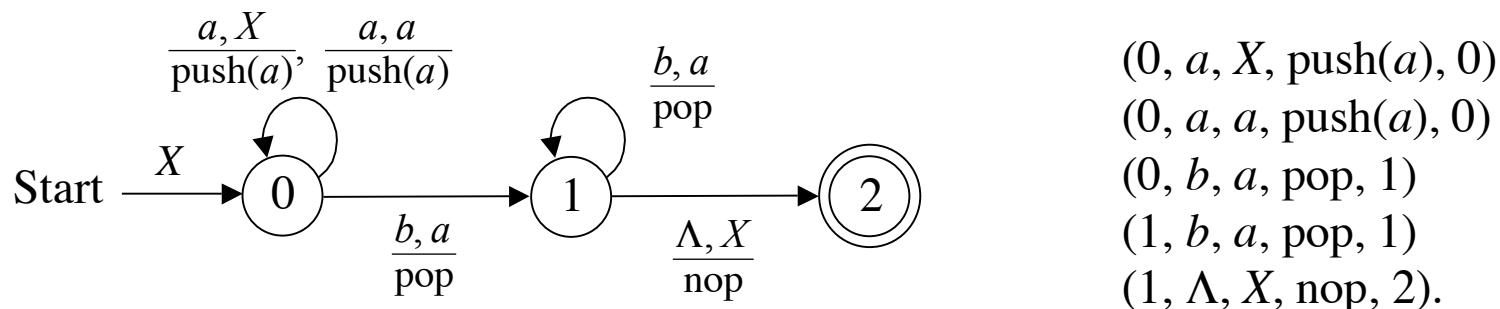 a, X
push(a)
,
a, a
push(a)
b, a
pop
Start
X
0
1
2
b, a
pop
Λ, X
nop
(0, a, X, push(a), 0)
(0, a, a, push(a), 0)
(0, b, a, pop, 1)
(1, b, a, pop, 1)
(1, Λ, X, nop, 2).